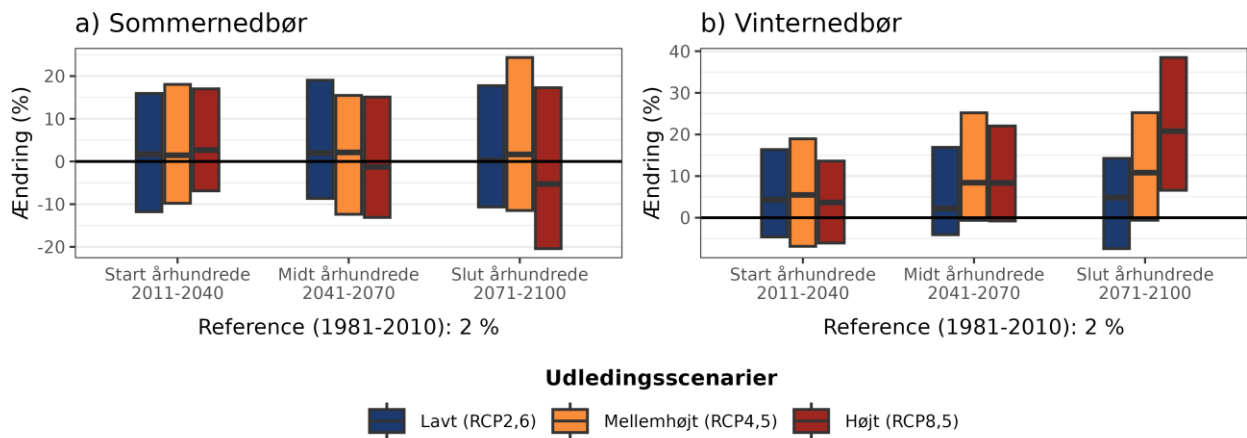 a) Sommernedbør
Ændring (%)
20
10
0
-10
-20
Start århundrede
2011-2040
Midt århundrede
2041-2070
Slut århundrede
2071-2100
Reference (1981-2010): 2 %
b) Vinternedbør
Ændring (%)
40
30
20
10
0
Start århundrede
2011-2040
Midt århundrede
2041-2070
Slut århundrede
2071-2100
Reference (1981-2010): 2 %
Udledingsscenarier
Lavt (RCP2,6)
Mellemhøjt (RCP4,5)
Højt (RCP8,5)